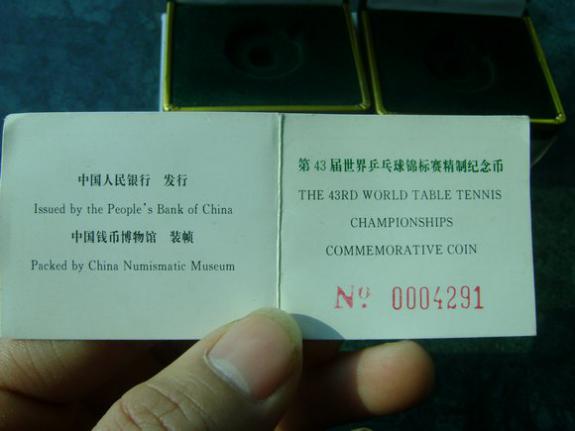 中国人民银行 发行
Issued by the People's Bank of China
中国钱币博物馆 装帧
Packed by China Numismatic Museum
第 43 届世界乒乓球锦标赛精制纪念币
THE 43RD WORLD TABLE TENNIS
CHAMPIONSHIPS
COMMEMORATIVE COIN
Nº. 0004291